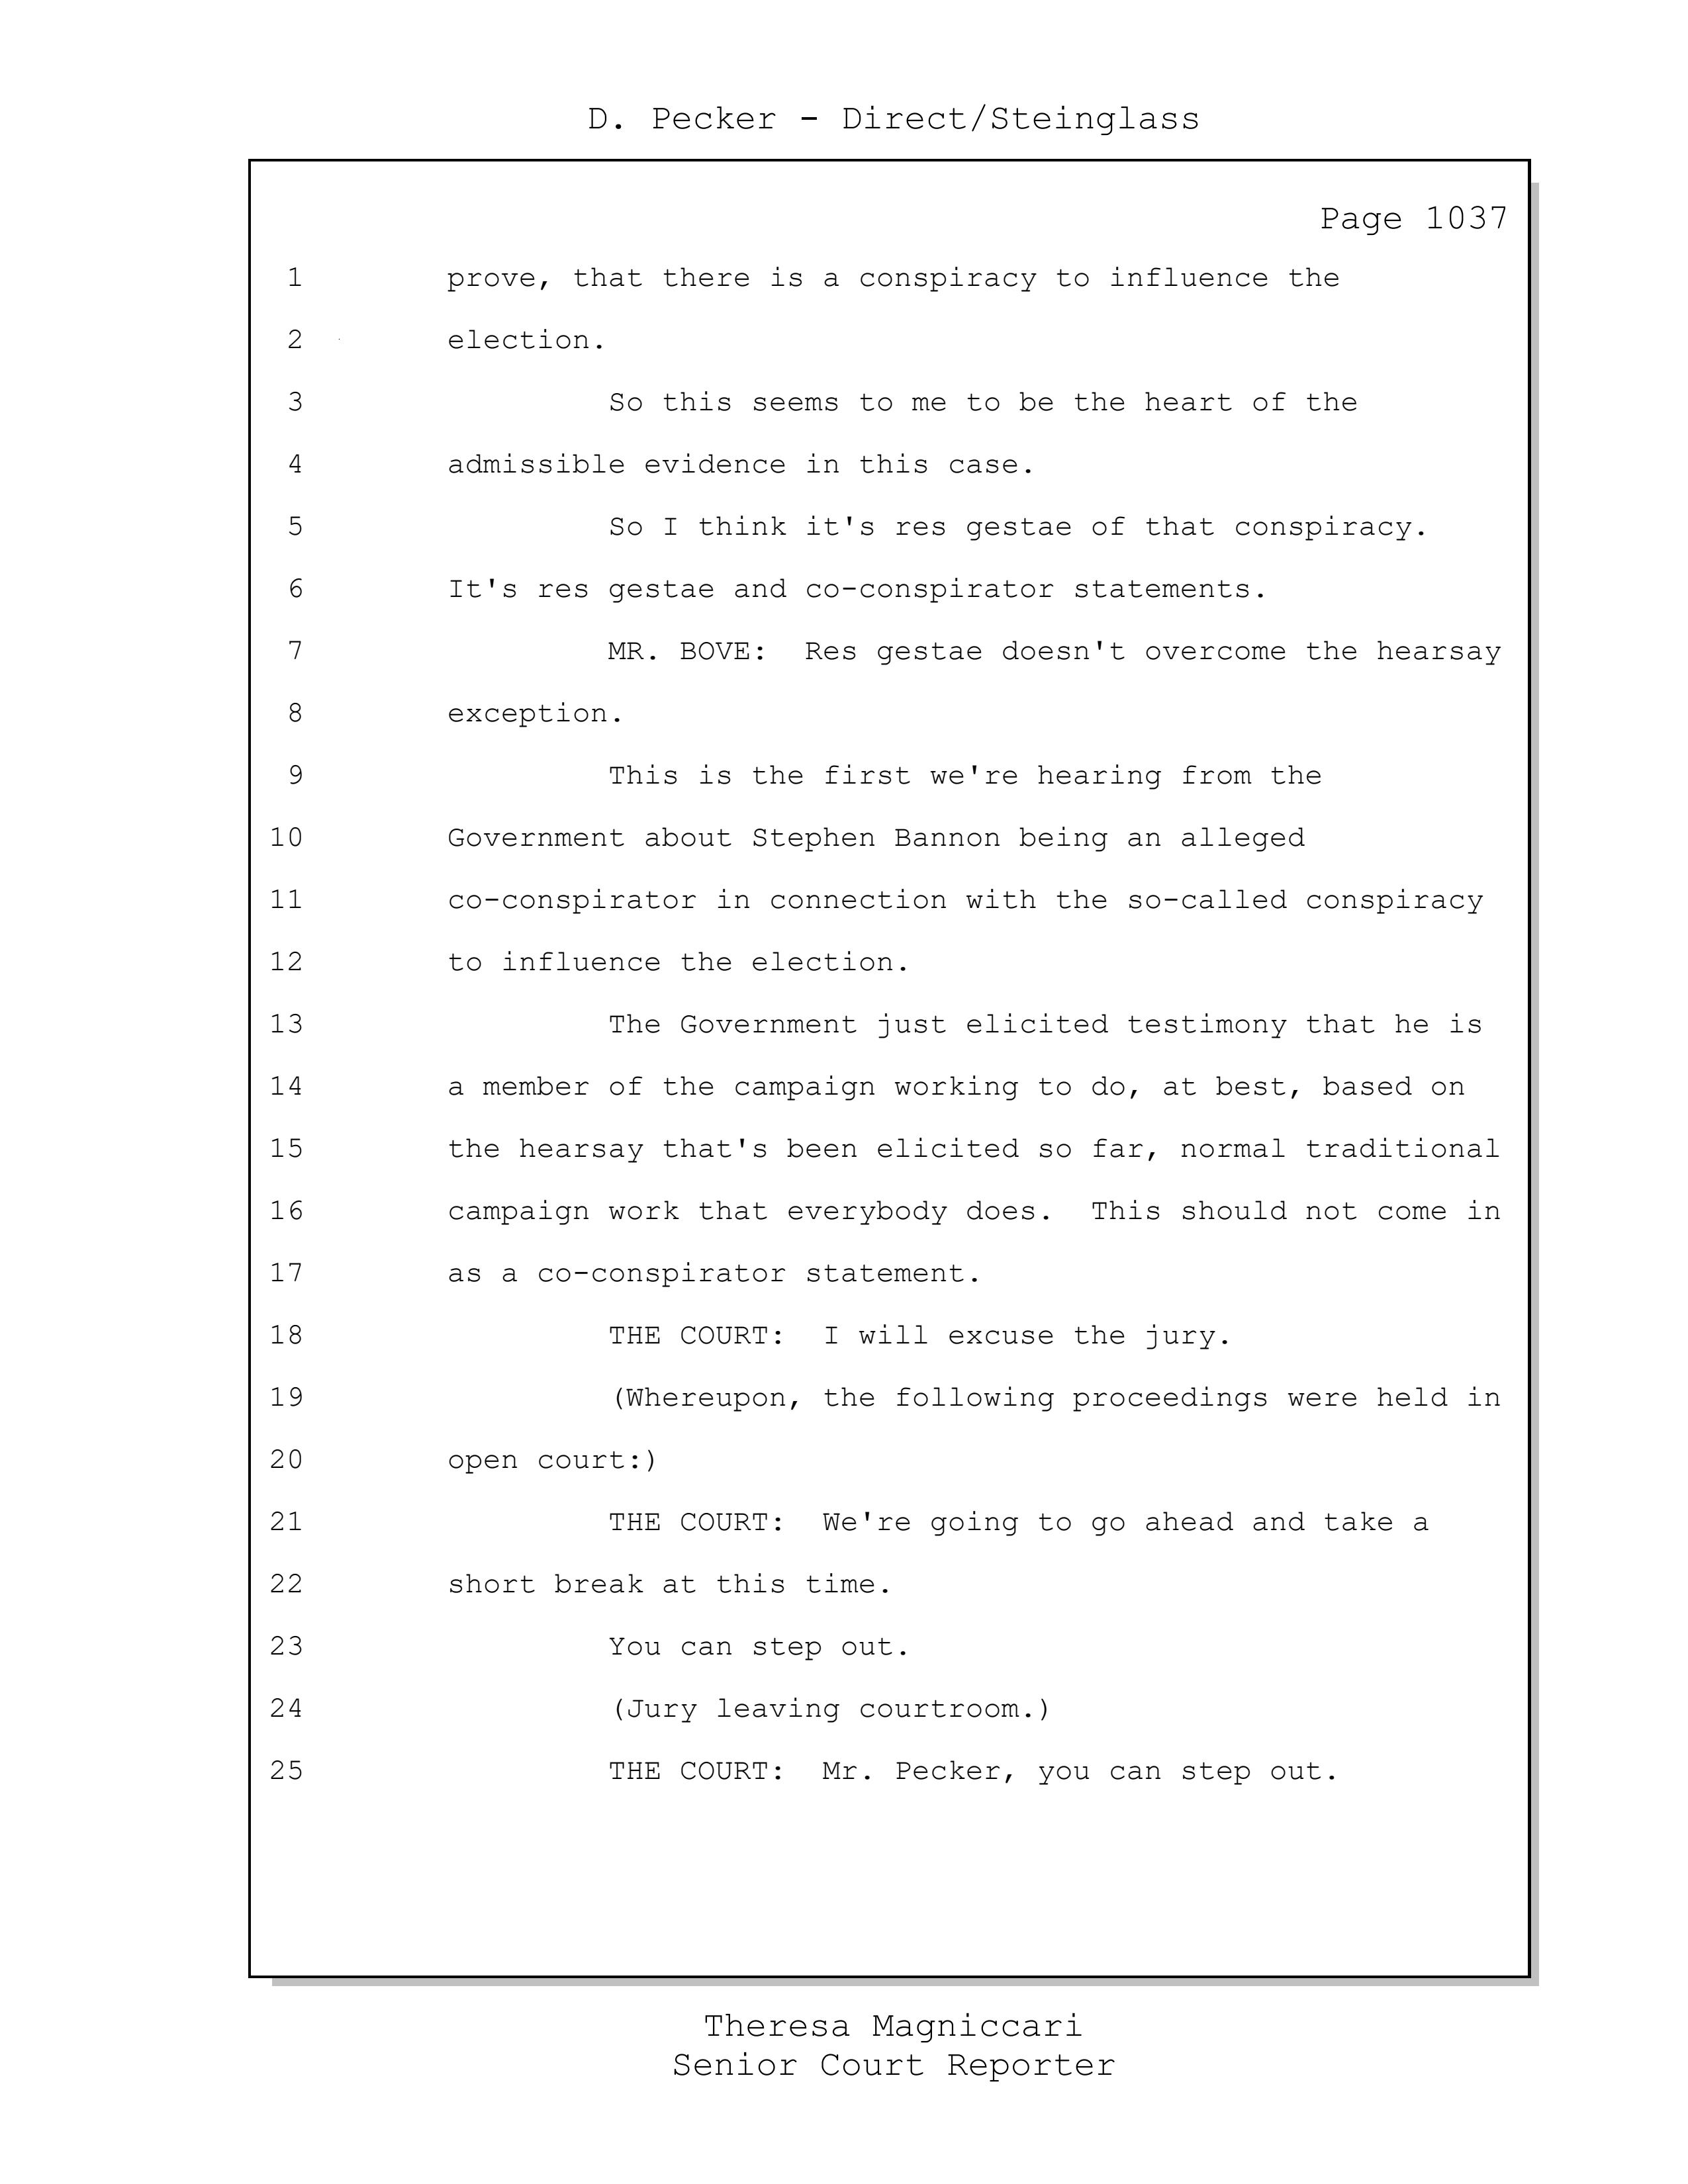 D. Pecker - Direct/Steinglass
Page 1037
1 prove, that there is a conspiracy to influence the
2 election.
3 So this seems to me to be the heart of the
4 admissible evidence in this case.
5 So I think it's res gestae of that conspiracy.
6 It's res gestae and co-conspirator statements.
7 MR. BOVE:  Res gestae doesn't overcome the hearsay
8 exception.
9 This is the first we're hearing from the
10 Government about Stephen Bannon being an alleged
11 co-conspirator in connection with the so-called conspiracy
12 to influence the election.
13 The Government just elicited testimony that he is
14 a member of the campaign working to do, at best, based on
15 the hearsay that's been elicited so far, normal traditional
16 campaign work that everybody does.  This should not come in
17 as a co-conspirator statement.
18 THE COURT:  I will excuse the jury.
19 (Whereupon, the following proceedings were held in
20 open court:)
21 THE COURT:  We're going to go ahead and take a
22 short break at this time.
23 You can step out.
24 (Jury leaving courtroom.)
25 THE COURT:  Mr. Pecker, you can step out.
Theresa Magniccari
Senior Court Reporter